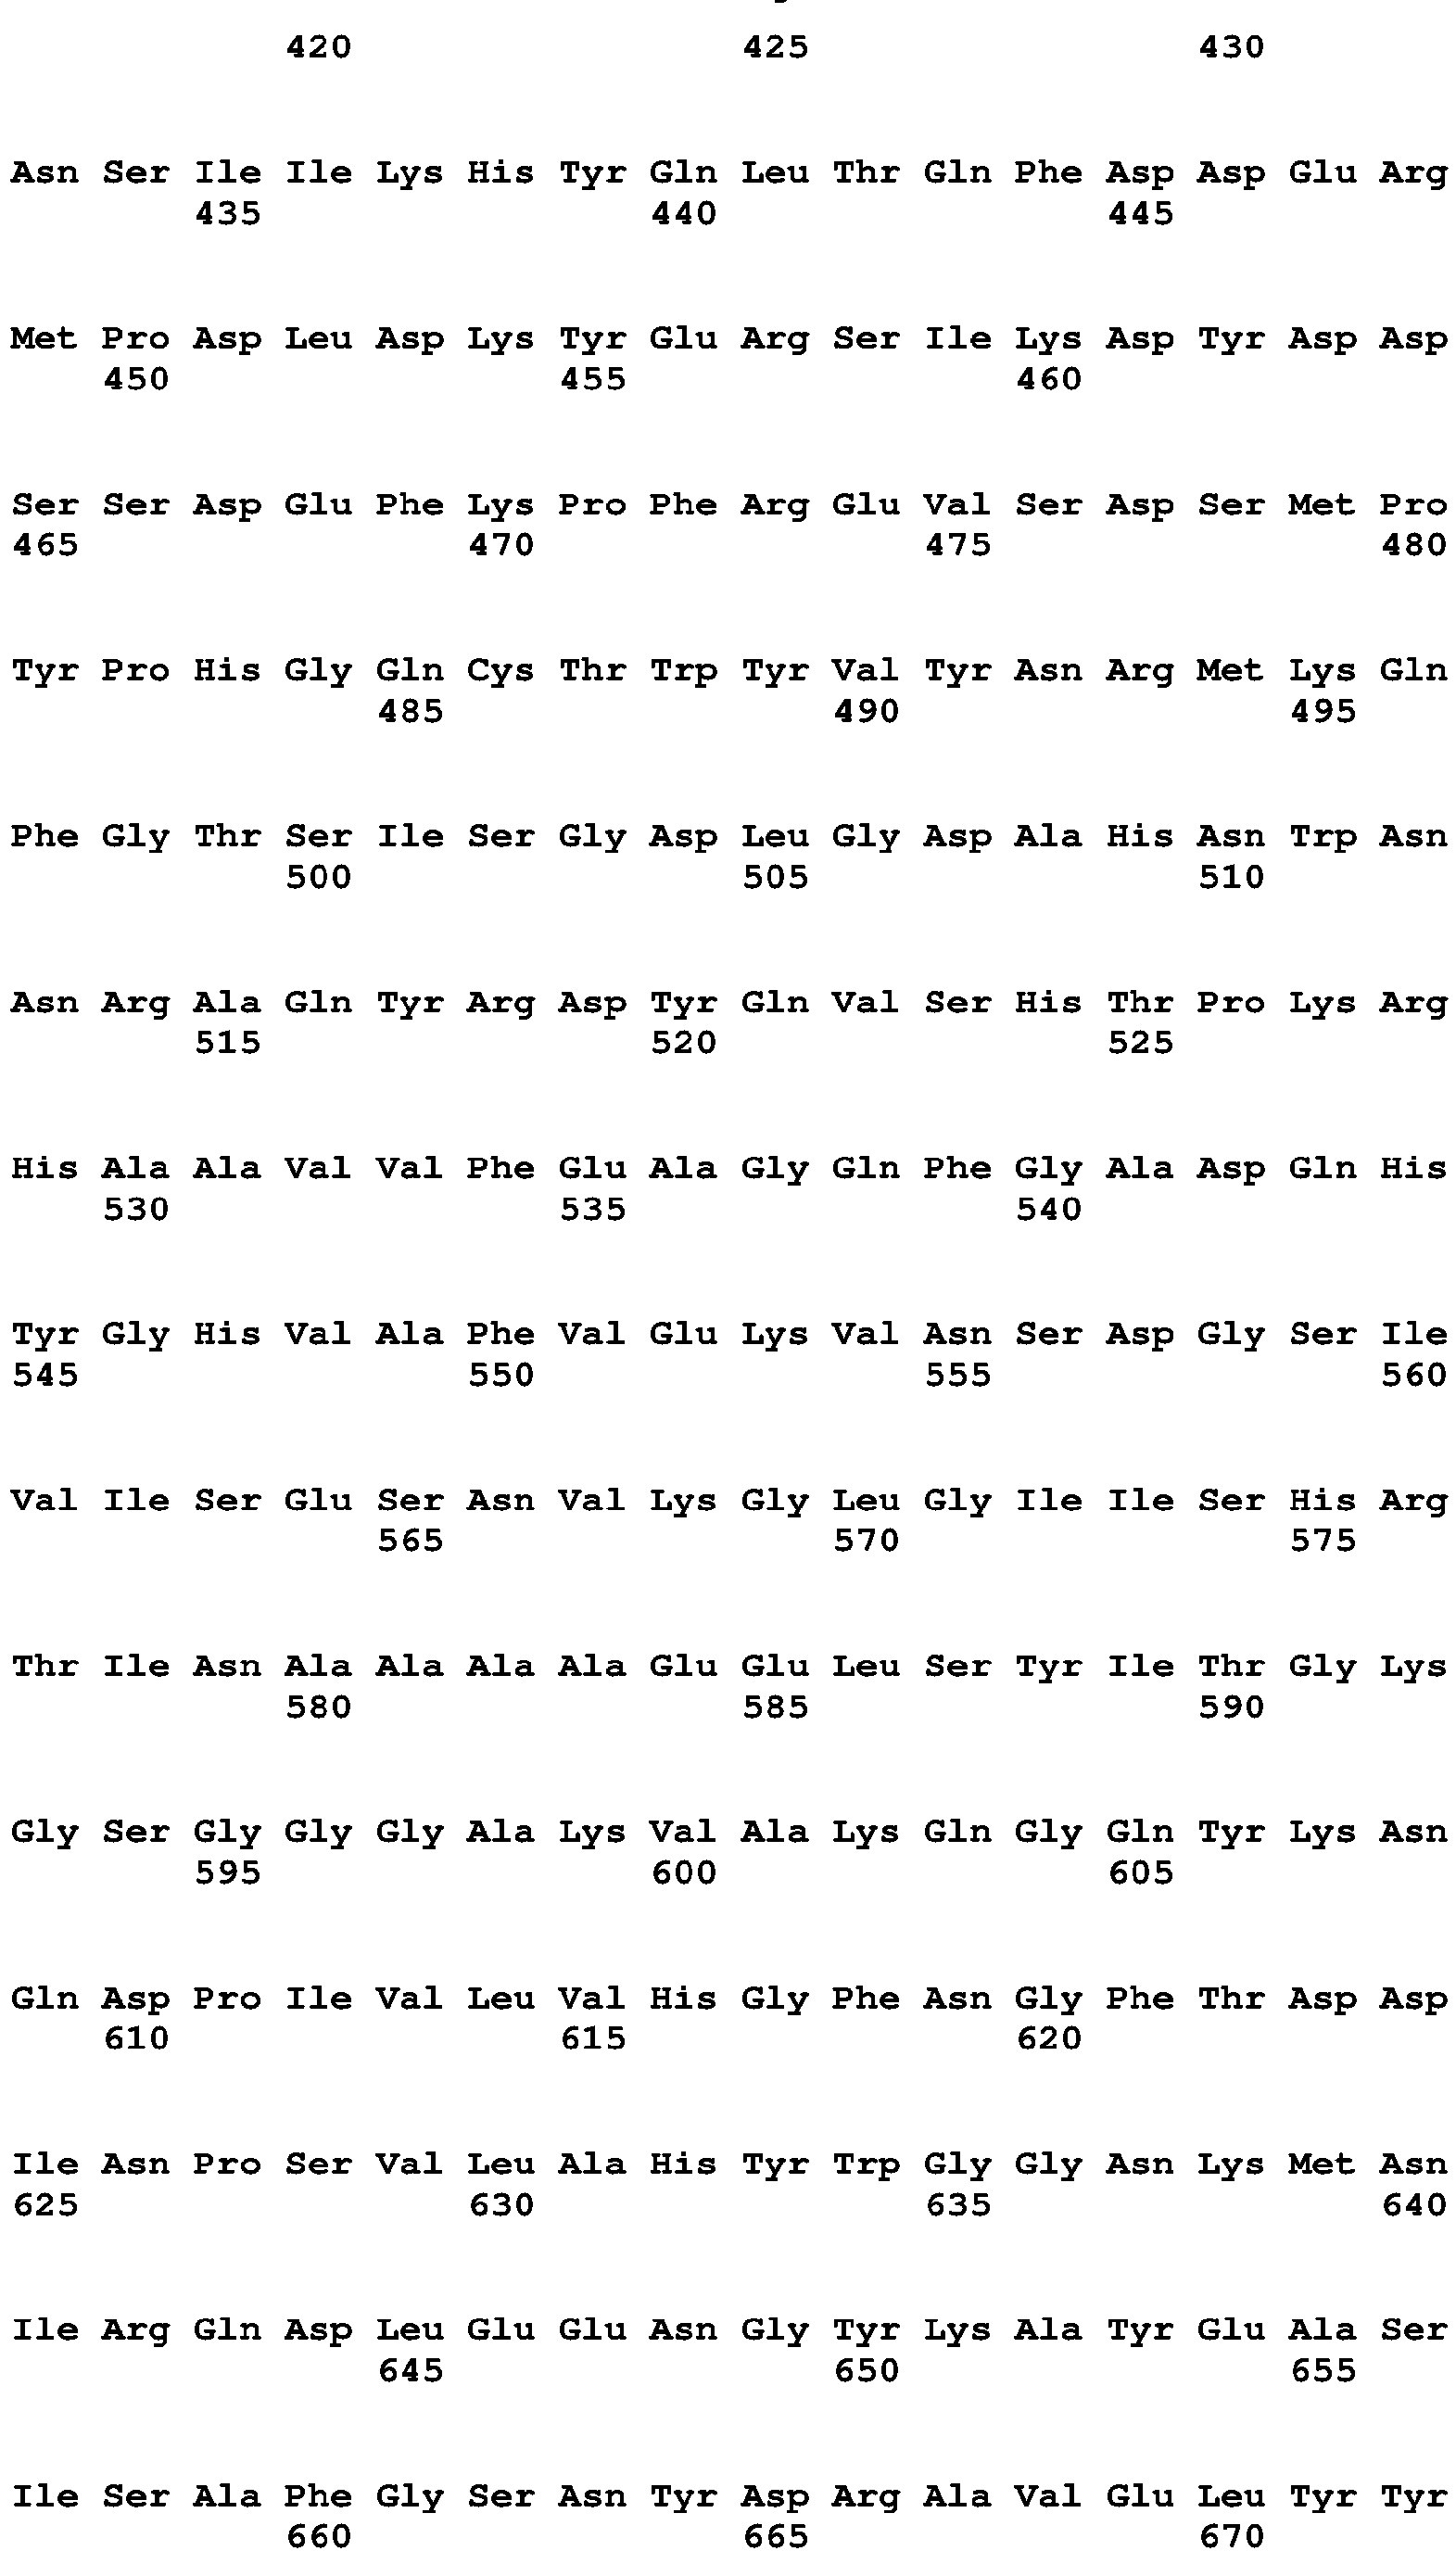 420 425 430
Asn Ser Ile Ile Lys His Tyr Gln Leu Thr Gln Phe Asp Asp Glu Arg
435 440 445
Met Pro Asp Leu Asp Lys Tyr Glu Arg Ser Ile Lys Asp Tyr Asp Asp
450 455 460
Ser Ser Asp Glu Phe Lys Pro Phe Arg Glu Val Ser Asp Ser Met Pro
465 470 475 480
Tyr Pro His Gly Gln Cys Thr Trp Tyr Val Tyr Asn Arg Met Lys Gln
485 490 495
Phe Gly Thr Ser Ile Ser Gly Asp Leu Gly Asp Ala His Asn Trp Asn
500 505 510
Asn Arg Ala Gln Tyr Arg Asp Tyr Gln Val Ser His Thr Pro Lys Arg
515 520 525
His Ala Ala Val Val Phe Glu Ala Gly Gln Phe Gly Ala Asp Gln His
530 535 540
Tyr Gly His Val Ala Phe Val Glu Lys Val Asn Ser Asp Gly Ser Ile
545 550 555 560
Val Ile Ser Glu Ser Asn Val Lys Gly Leu Gly Ile Ile Ser His Arg
565 570 575
Thr Ile Asn Ala Ala Ala Ala Glu Glu Leu Ser Tyr Ile Thr Gly Lys
580 585 590
Gly Ser Gly Gly Gly Ala Lys Val Ala Lys Gln Gly Gln Tyr Lys Asn
595 600 605
Gln Asp Pro Ile Val Leu Val His Gly Phe Asn Gly Phe Thr Asp Asp
610 615 620
Ile Asn Pro Ser Val Leu Ala His Tyr Trp Gly Gly Asn Lys Met Asn
625 630 635 640
Ile Arg Gln Asp Leu Glu Glu Asn Gly Tyr Lys Ala Tyr Glu Ala Ser
645 650 655
Ile Ser Ala Phe Gly Ser Asn Tyr Asp Arg Ala Val Glu Leu Tyr Tyr
660 665 670